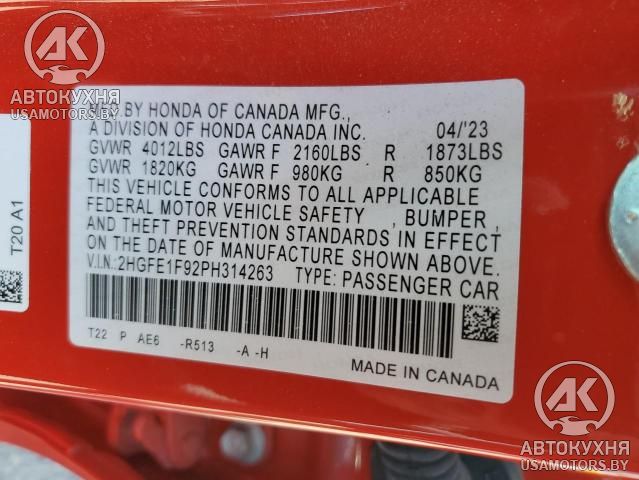 АК
АВТОКУХНЯ
USAMOTORS.BY
T20 A1
MFD.BY HONDA OF CANADA MFG.,
A DIVISION OF HONDA CANADA INC. 04/'23
GVWR 4012LBS GAWR F 2160LBS R 1873LBS
GVWR 1820KG GAWR F 980KG R 850KG
THIS VEHICLE CONFORMS TO ALL APPLICABLE
FEDERAL MOTOR VEHICLE SAFETY , BUMPER,
AND THEFT PREVENTION STANDARDS IN EFFECT
ON THE DATE OF MANUFACTURE SHOWN ABOVE.
V.I.N:2HGFE1F92PH314263 TYPE: PASSENGER CAR
T22 P AE6 -R513 -A -H
MADE IN CANADA
АК
АВТОКУХНЯ
USAMOTORS.BY